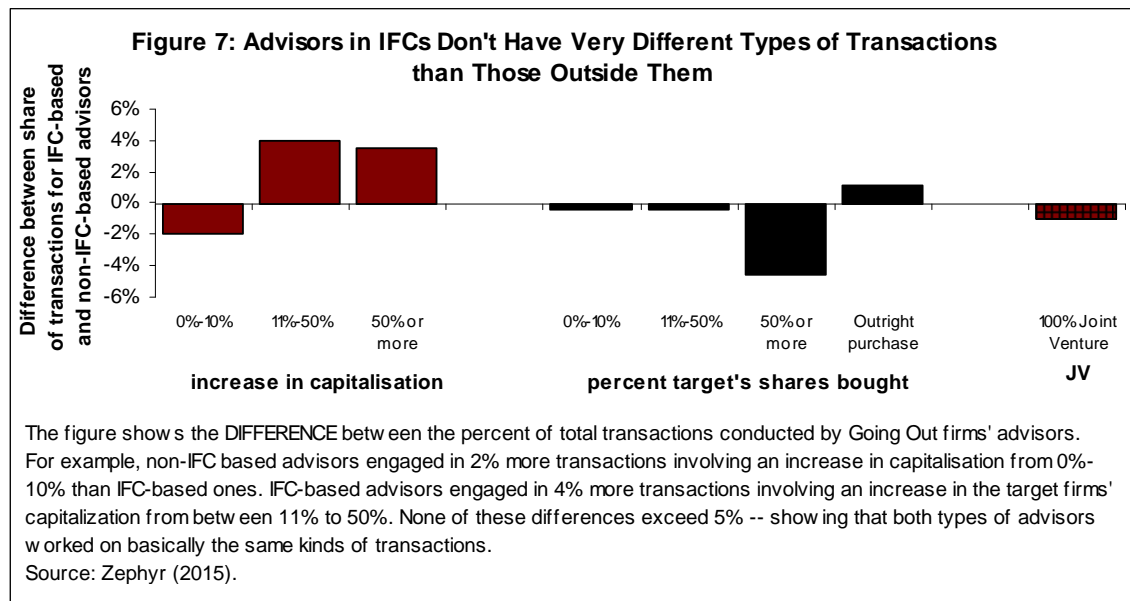 Figure 7: Advisors in IFCs Don't Have Very Different Types of Transactions
than Those Outside Them
Difference between share
of transactions for IFC-based
and non-IFC-based advisors
6%
4%
2%
0%
-2%
-4%
-6%
0%-10%
11%-50%
50% or
more
0%-10%
11%-50%
50% or
more
Outright
purchase
100% Joint
Venture
increase in capitalisation
percent target's shares bought
JV
The figure shows the DIFFERENCE between the percent of total transactions conducted by Going Out firms' advisors.
For example, non-IFC based advisors engaged in 2% more transactions involving an increase in capitalisation from 0%-
10% than IFC-based ones. IFC-based advisors engaged in 4% more transactions involving an increase in the target firms'
capitalization from between 11% to 50%. None of these differences exceed 5% -- showing that both types of advisors
worked on basically the same kinds of transactions.
Source: Zephyr (2015).